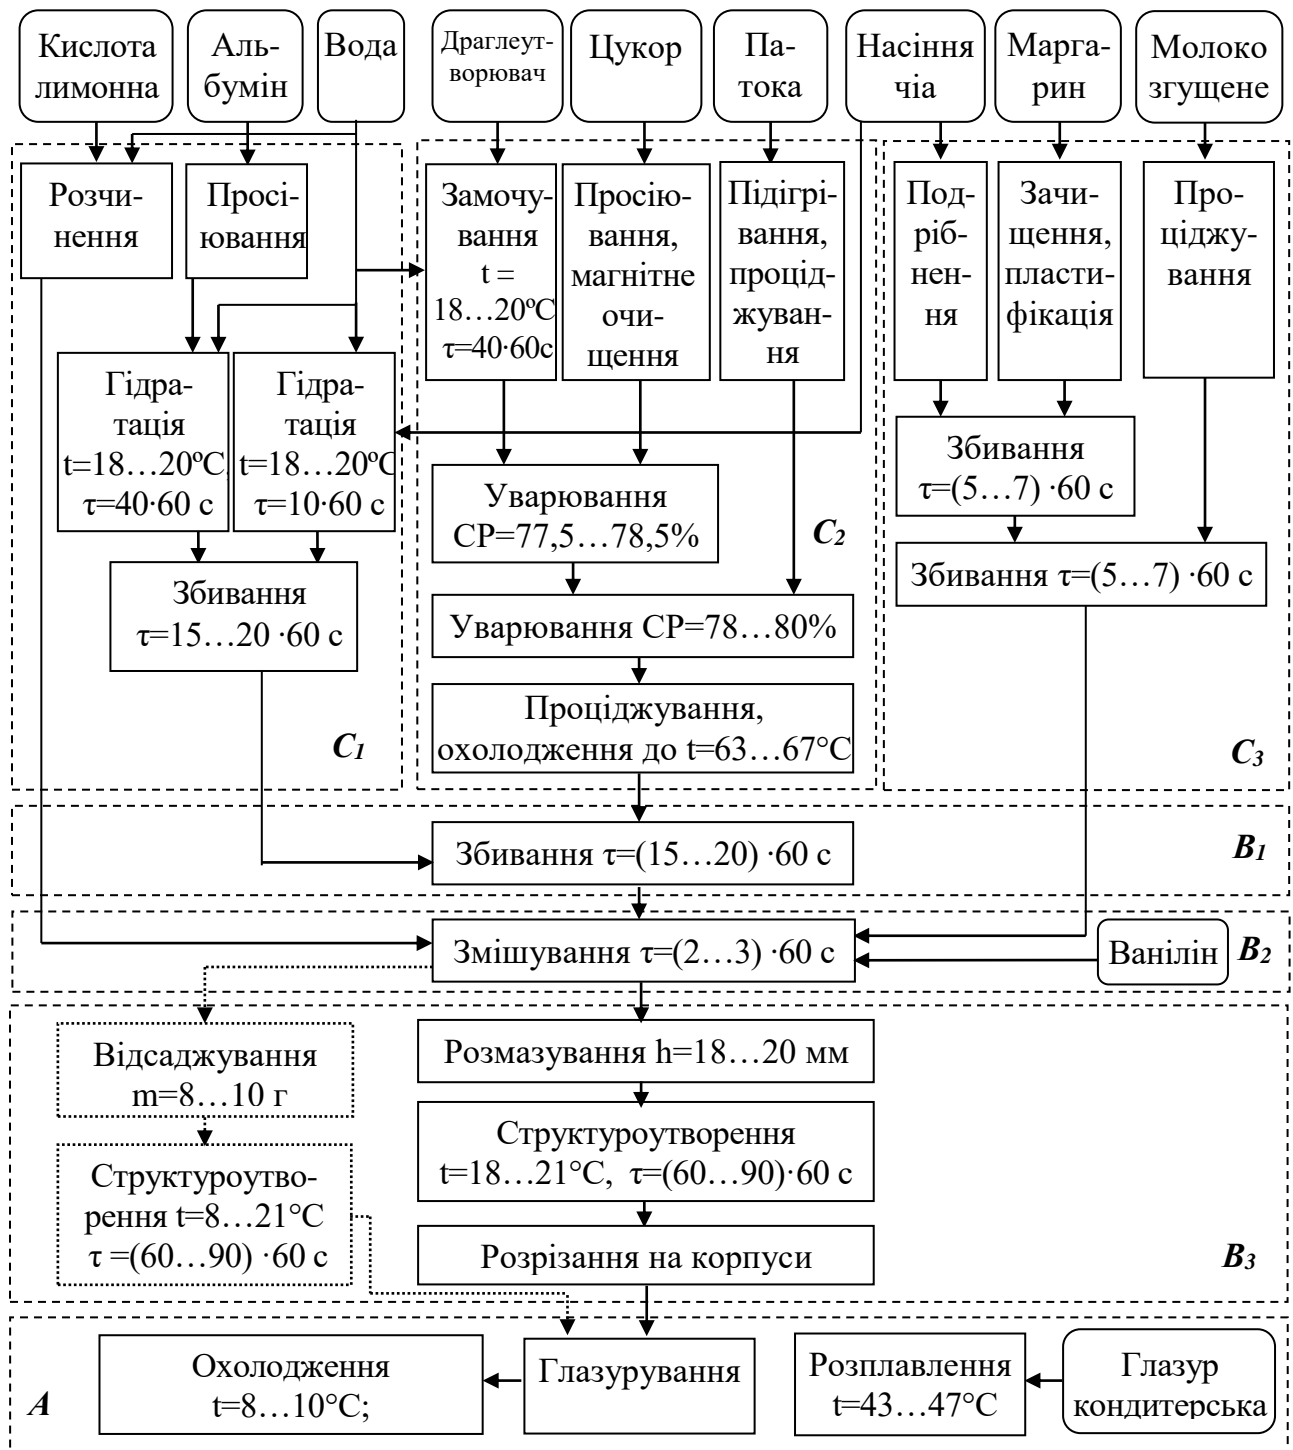 Кислота
лимонна
Аль-
бумін
Вода
Драглеут-
ворювач
Цукор
Па-
тока
Насіння
чіа
Марга-
рин
Молоко
згущене
Розчи-
нення
Просі-
ювання
Замочу-
вання
t =
18…20ºС
τ=40·60с
Просію-
вання,
магнітне
очи-
щення
Підігрі-
вання,
процід-
жуван-
ня
Под-
ріб-
нен-
ня
Зачи-
щення,
пласти-
фікація
Про-
ціджу-
вання
Гідра-
тація
t=18…20ºС,
τ=40·60 с
Гідра-
тація
t=18…20ºС
τ=10·60 с
Збивання
τ=15…20 ·60 с
C1
Уварювання
СР=77,5…78,5%
C2
Уварювання СР=78…80%
Проціджування,
охолодження до t=63…67°С
Збивання
τ=(5…7) ·60 с
Збивання τ=(5…7) ·60 с
C3
Збивання τ=(15…20) ·60 с
B1
Змішування τ=(2…3) ·60 с
Ванілін
B2
Відсаджування
m=8…10 г
Розмазування h=18…20 мм
Структуроутво-
рення t=8…21°С
τ =(60…90) ·60 с
Структуроутворення
t=18…21°С, τ=(60…90)·60 с
Розрізання на корпуси
B3
A
Охолодження
t=8…10°С;
Глазурування
Розплавлення
t=43…47°С
Глазур
кондитерська